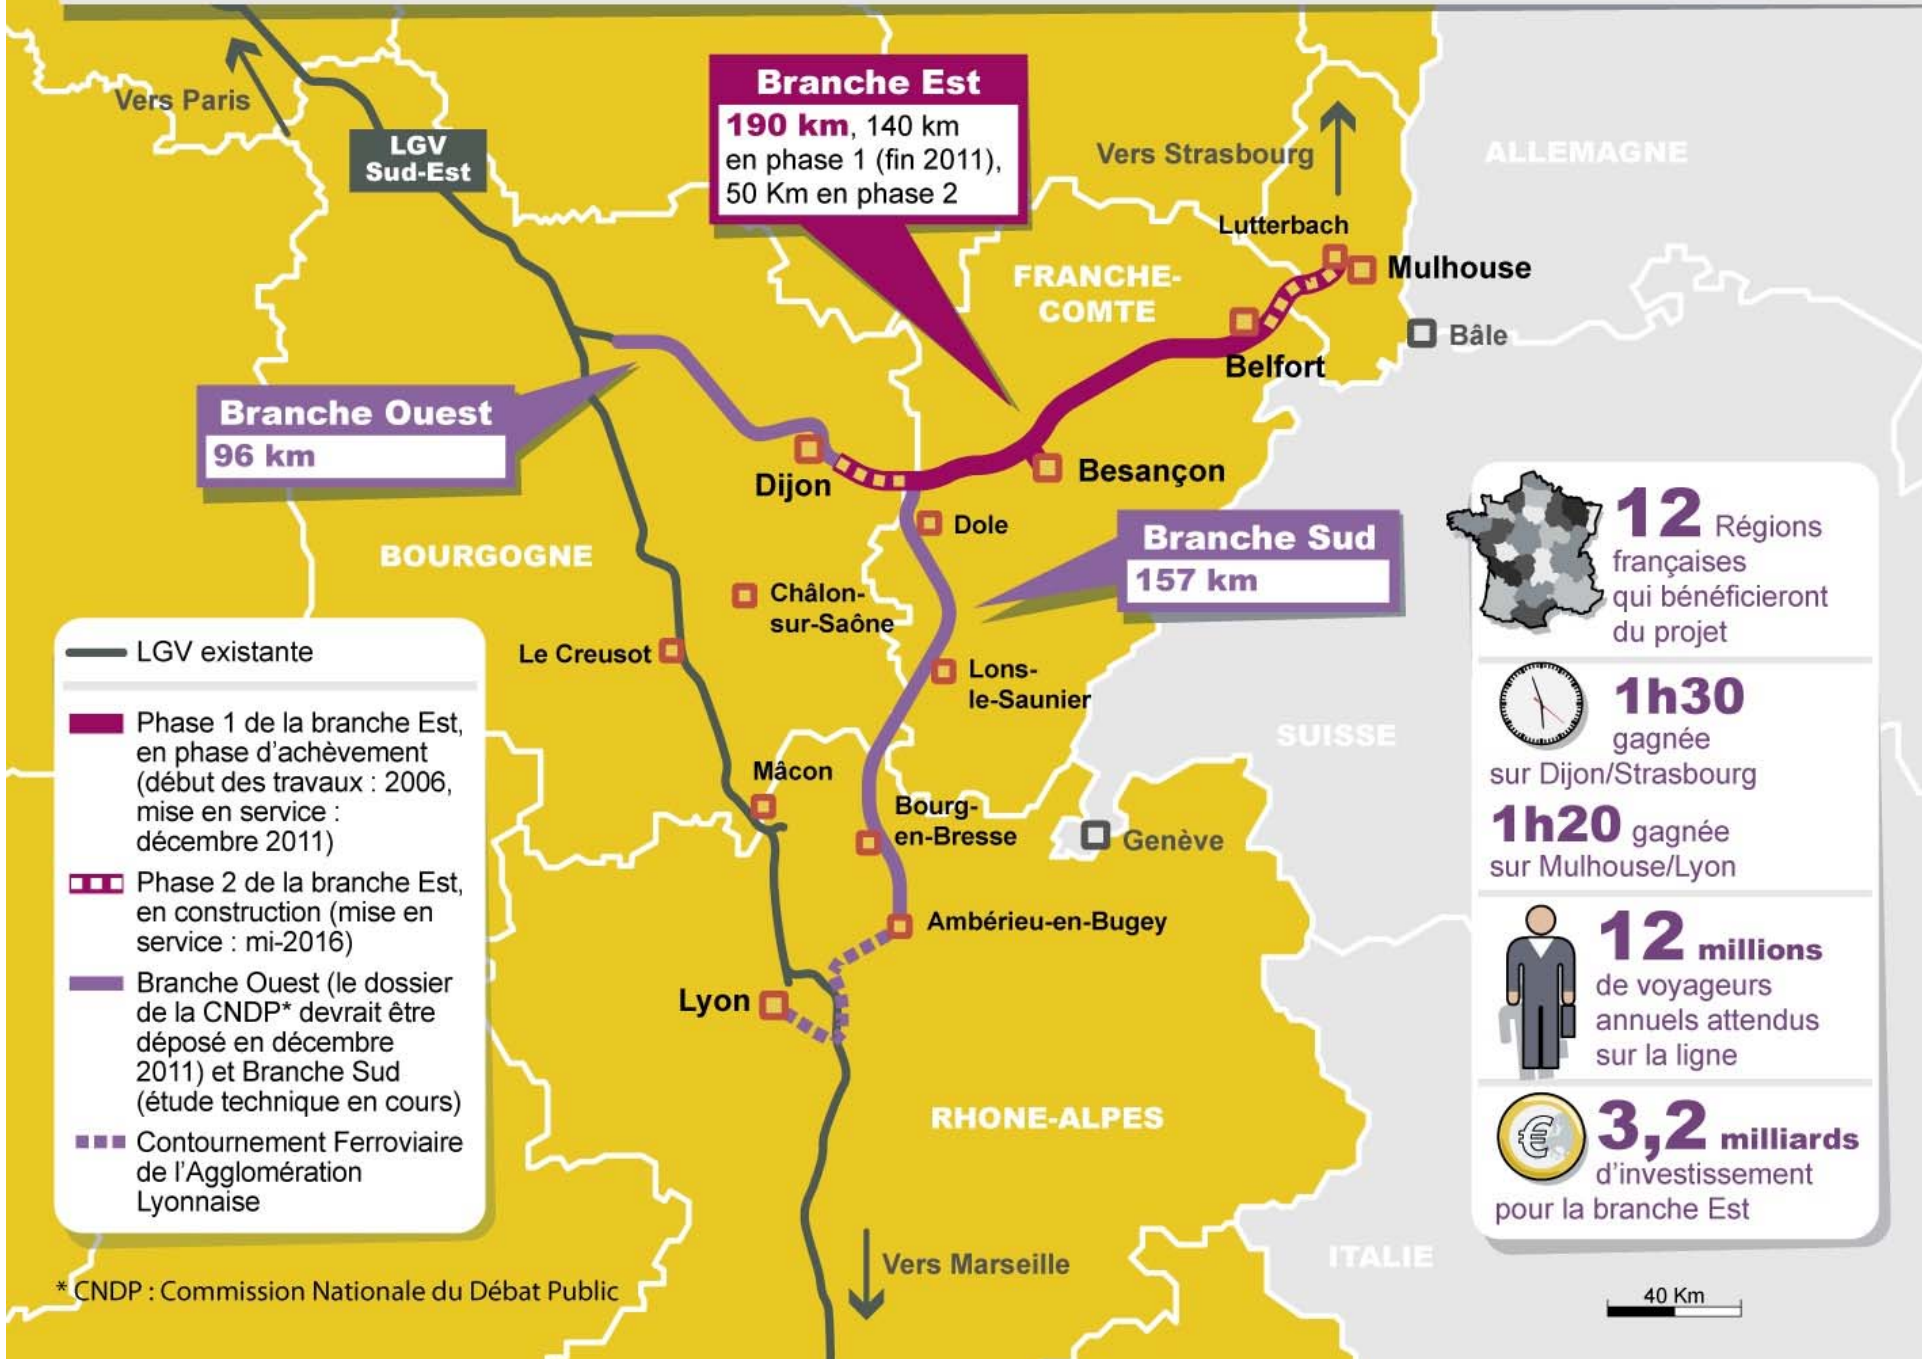 Vers Paris
LGV
Sud-Est
Branche Est
190 km, 140 km
en phase 1 (fin 2011),
50 Km en phase 2
Vers Strasbourg
ALLEMAGNE
Lutterbach
Mulhouse
FRANCHE-
COMTE
Bâle
Belfort
Branche Ouest
96 km
Dijon
Besançon
Dole
BOURGOGNE
Branche Sud
157 km
Châlon-
sur-Saône
Le Creusot
Lons-
le-Saunier
SUISSE
Mâcon
Bourg-
en-Bresse
Genève
Ambérieu-en-Bugey
Lyon
RHONE-ALPES
Vers Marseille
ITALIE
LGV existante
Phase 1 de la branche Est,
en phase d'achèvement
(début des travaux : 2006,
mise en service :
décembre 2011)
Phase 2 de la branche Est,
en construction (mise en
service : mi-2016)
Branche Ouest (le dossier
de la CNDP* devrait être
déposé en décembre
2011) et Branche Sud
(étude technique en cours)
Contournement Ferroviaire
de l'Agglomération
Lyonnaise
* CNDP : Commission Nationale du Débat Public
12 Régions
françaises
qui bénéficieront
du projet
1h30
gagnée
sur Dijon/Strasbourg
1h20 gagnée
sur Mulhouse/Lyon
12 millions
de voyageurs
annuels attendus
sur la ligne
€
3,2 milliards
d'investissement
pour la branche Est
40 Km